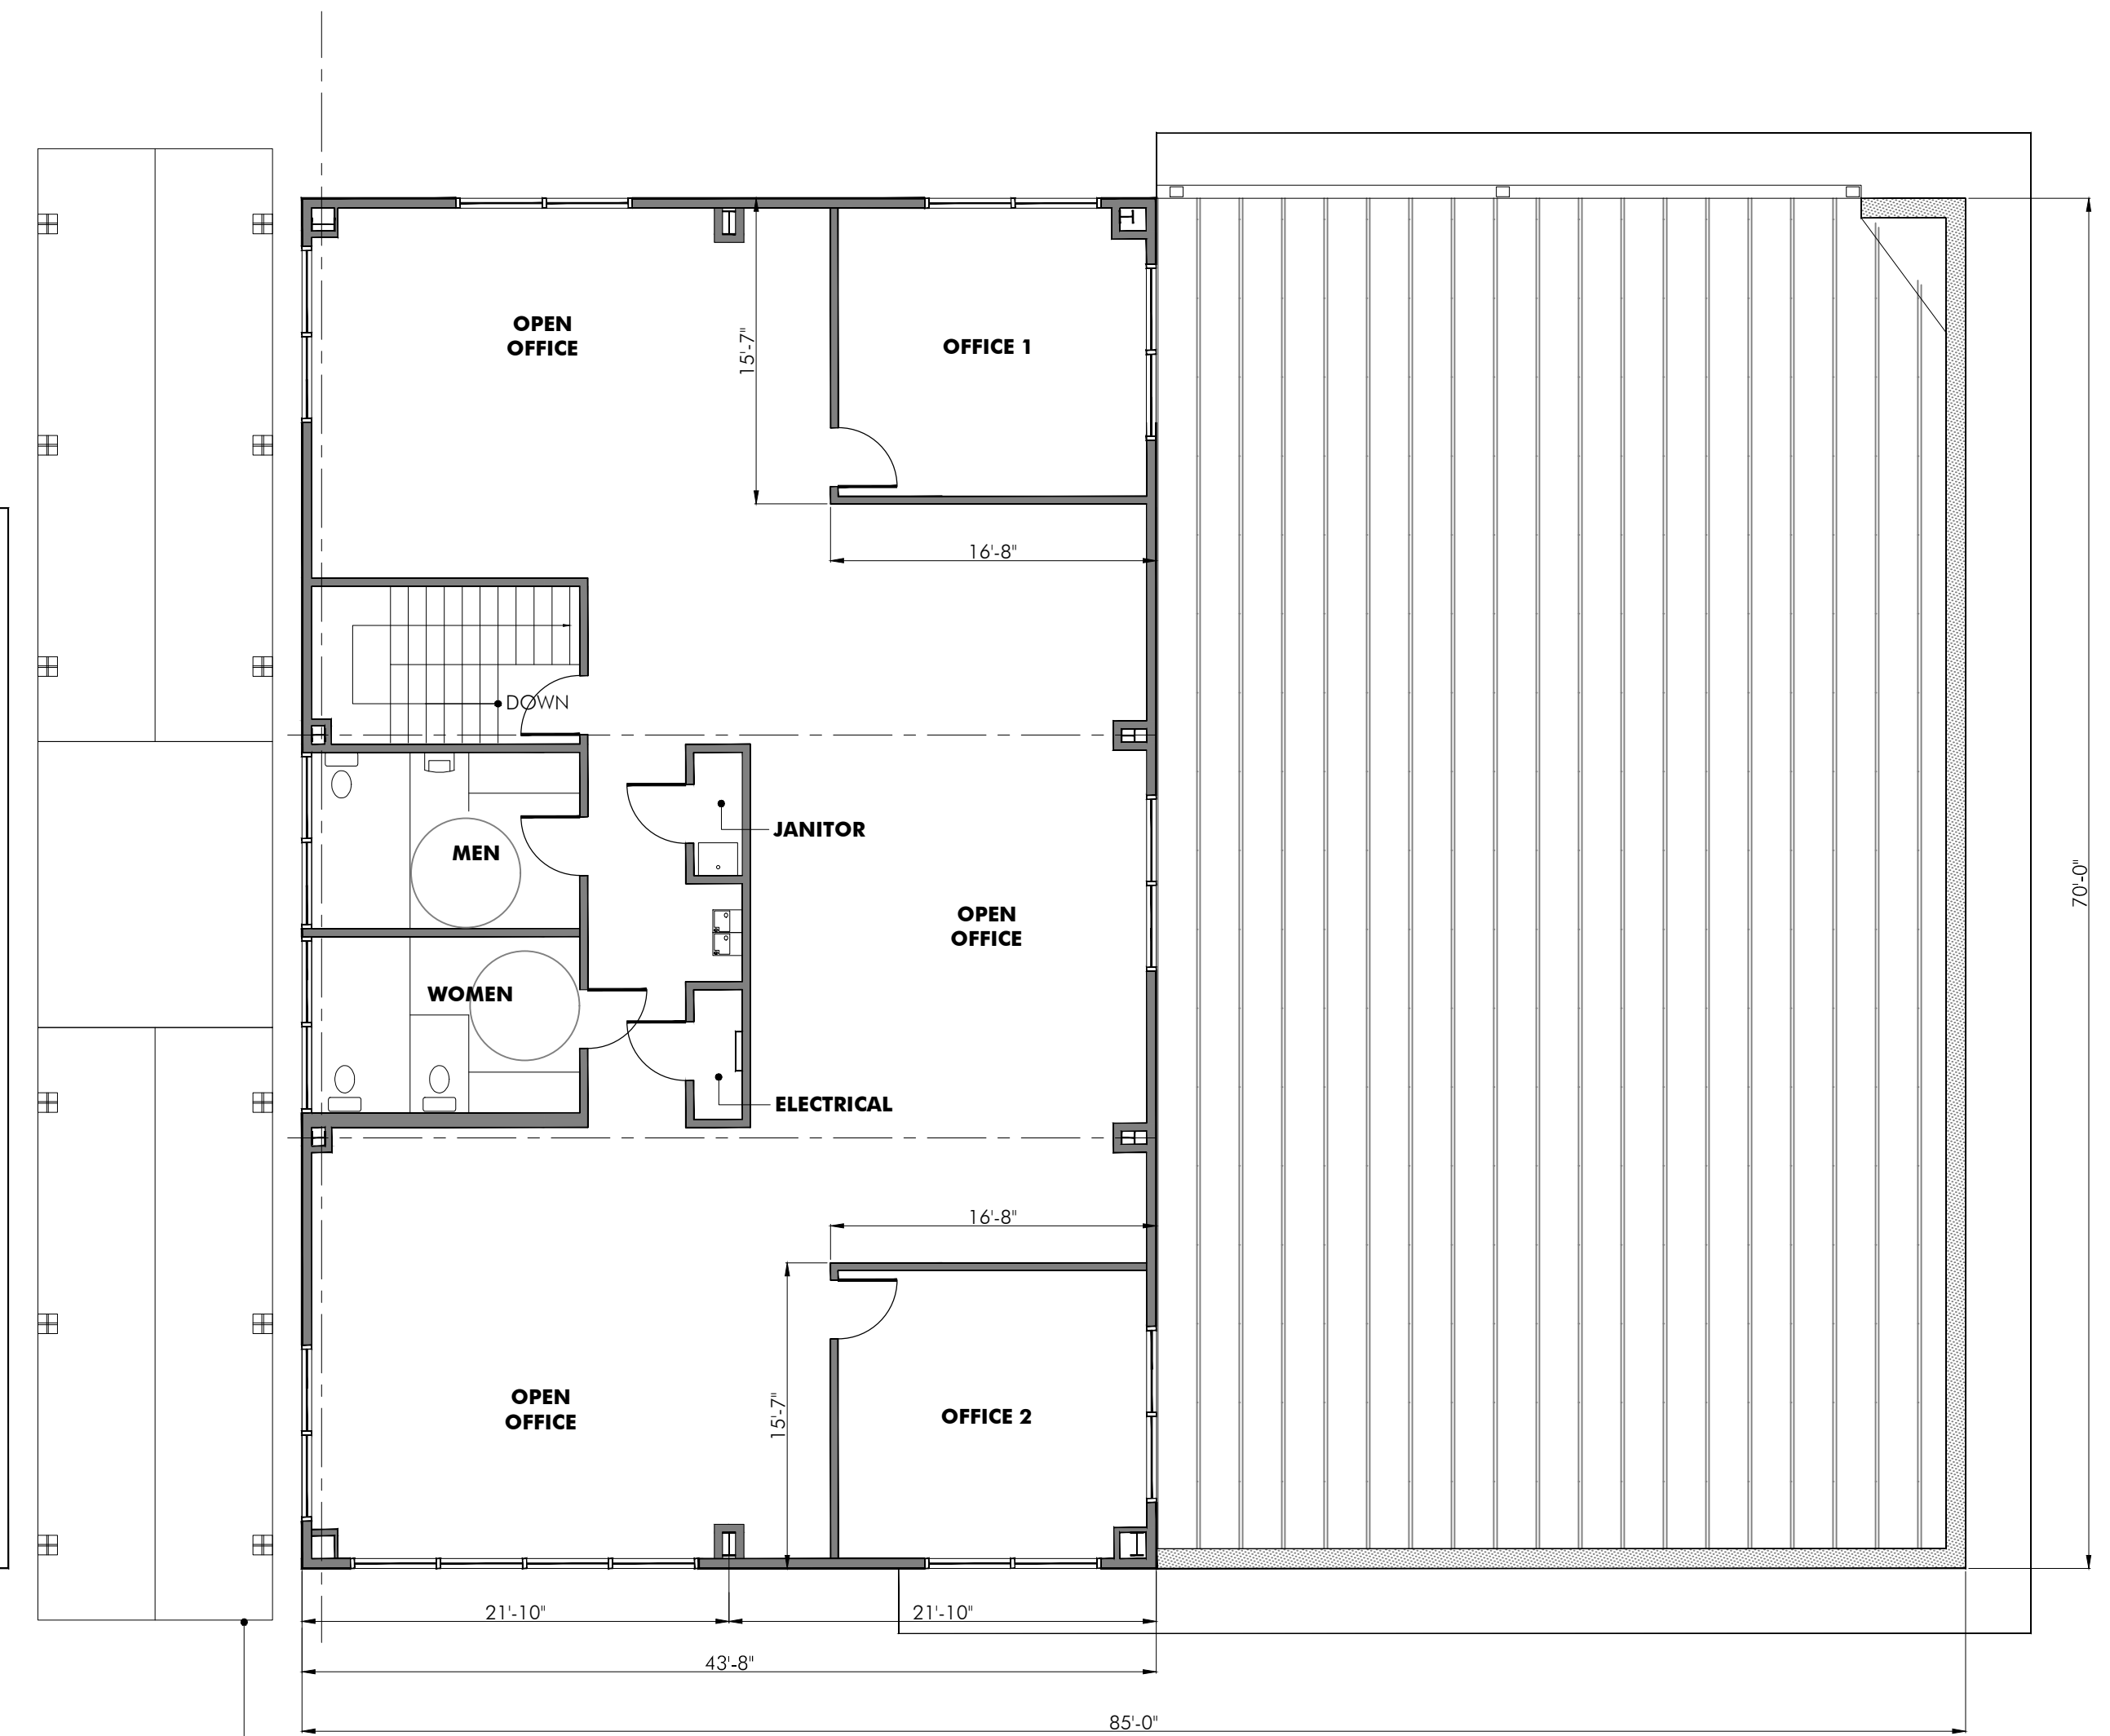 OPEN
OFFICE
15'-7"
OFFICE 1
16'-8"
DOWN
JANITOR
MEN
OPEN
OFFICE
70'-0"
WOMEN
ELECTRICAL
16'-8"
OPEN
OFFICE
15'-7"
OFFICE 2
21'-10"
21'-10"
43'-8"
85'-0"